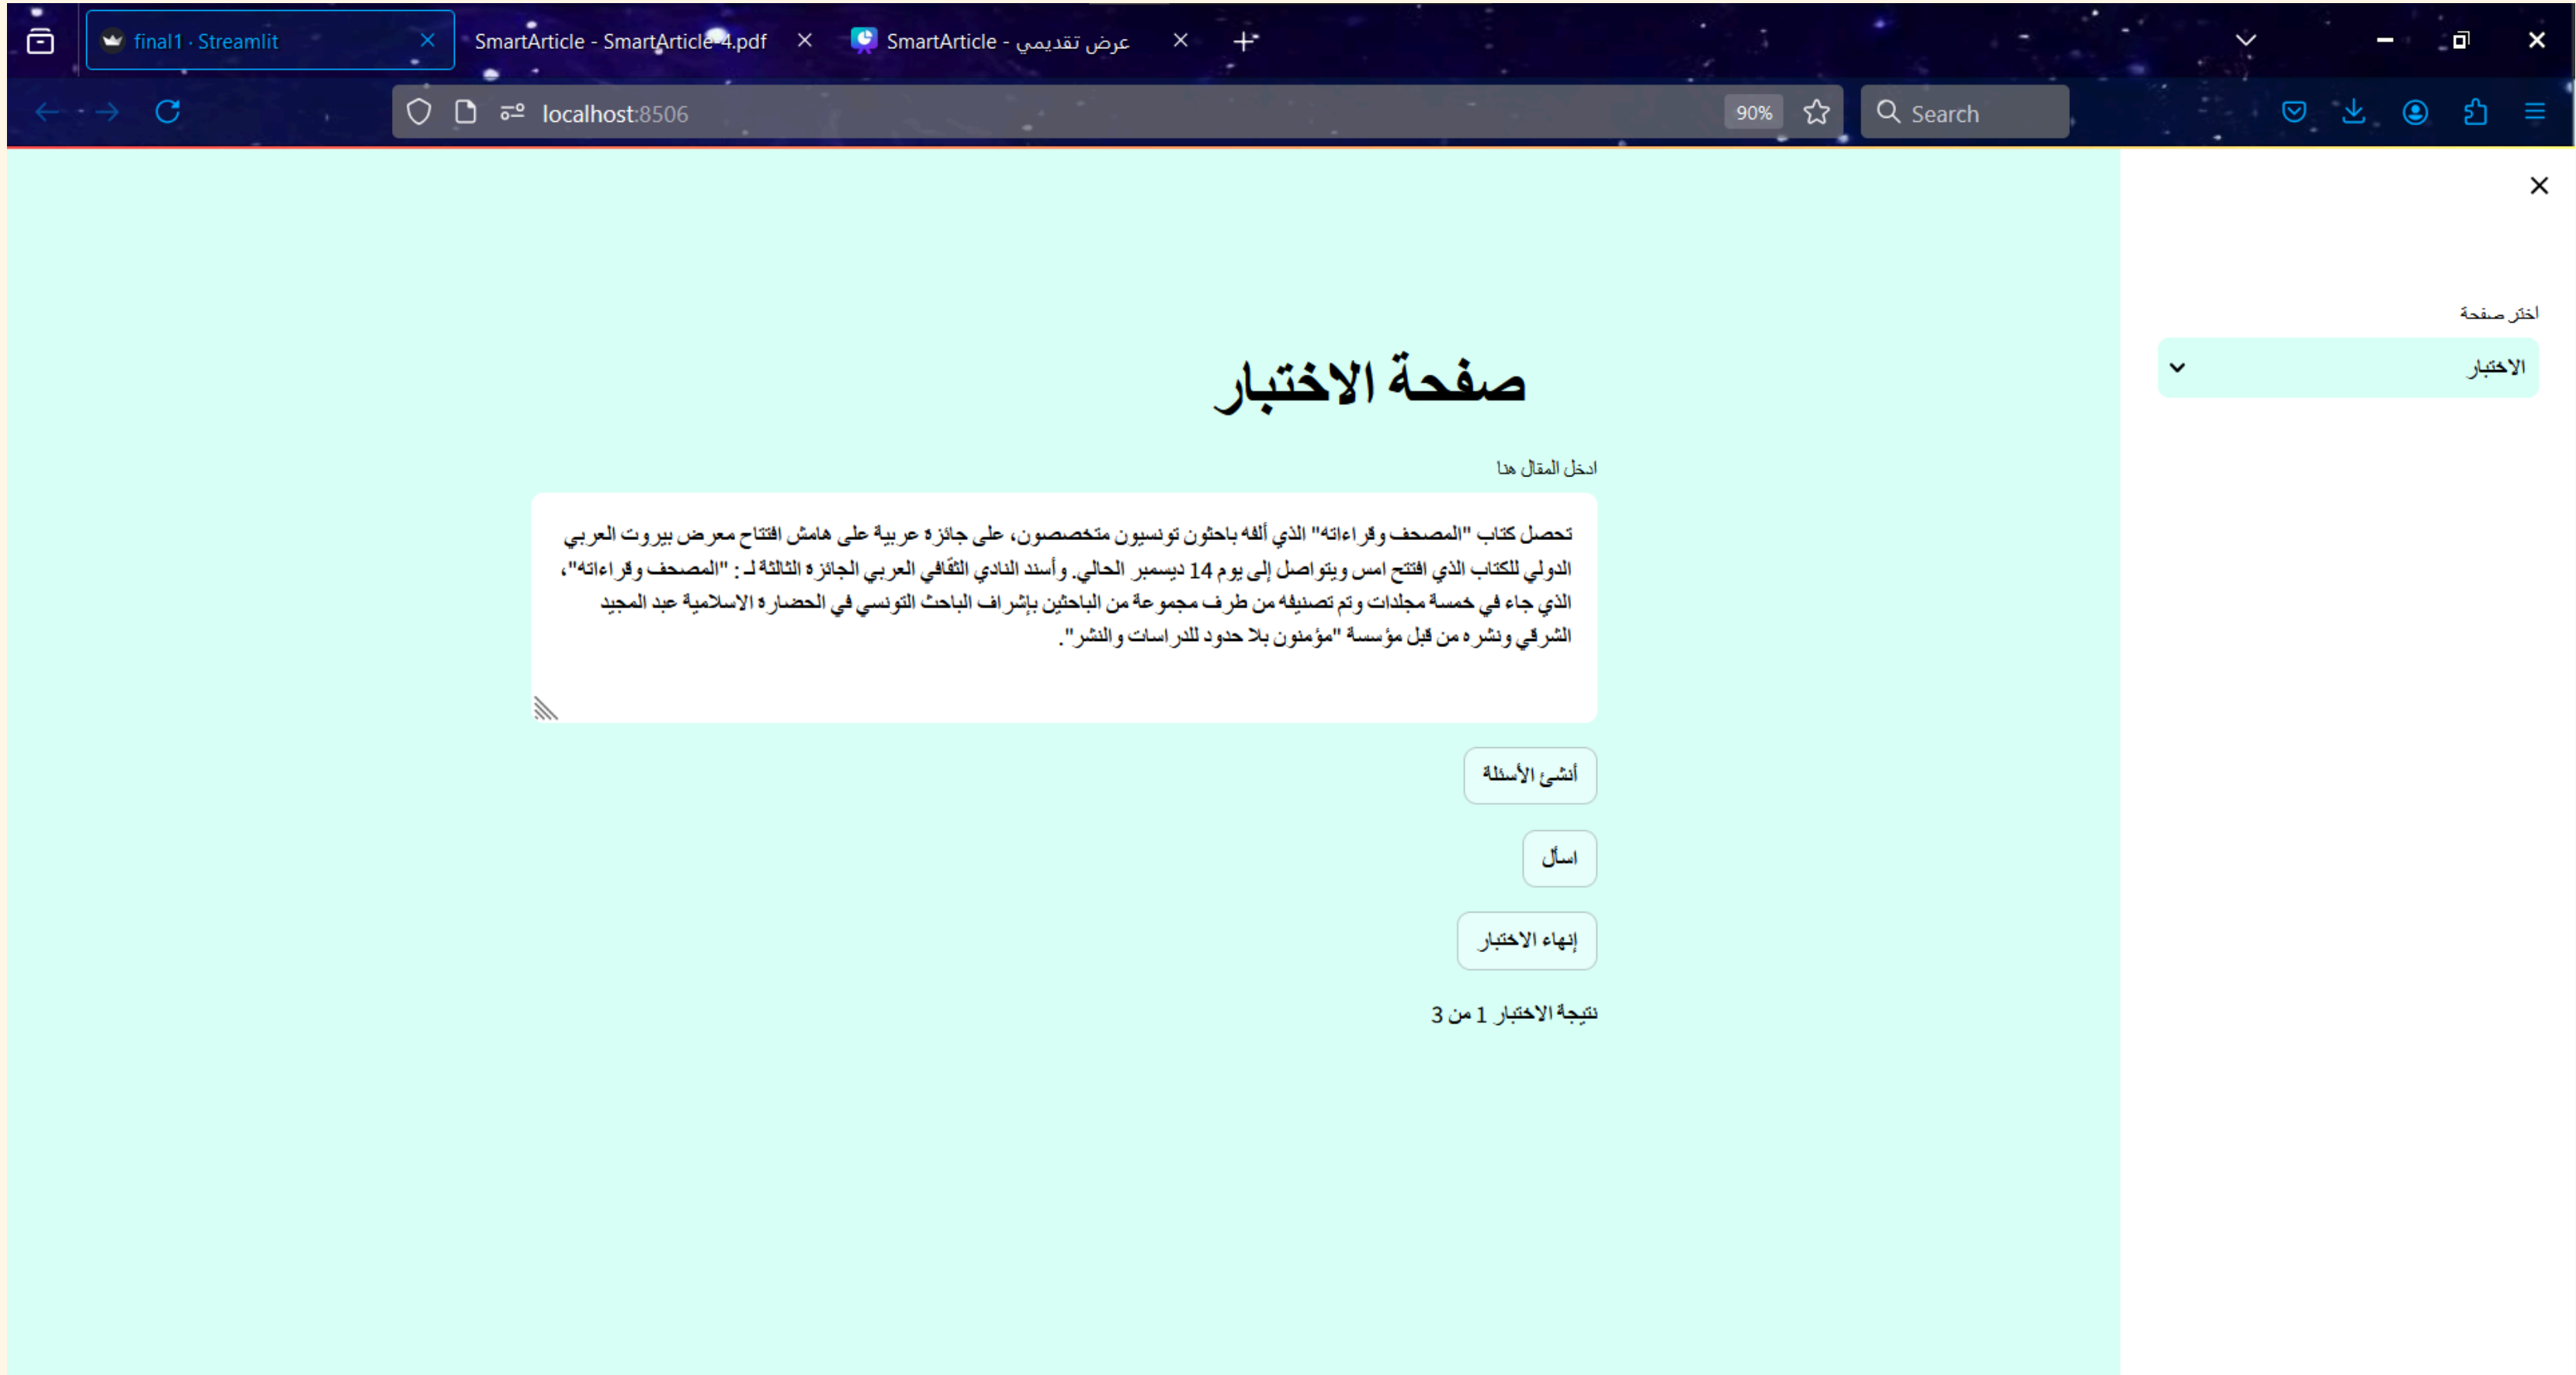 final1 · Streamlit
SmartArticle - SmartArticle-4.pdf
عرض تقديمي - SmartArticle
localhost:8506
90%
Search
اختر صفحة
الاختبار
صفحة الاختبار
ادخل المقال هنا
تحصل كتاب "المصحف وقراءاته" الذي ألفه باحثون تونسيون متخصصون، على جائزة عربية على هامش افتتاح معرض بيروت العربي
الدولي للكتاب الذي افتتح امس ويتواصل إلى يوم 14 ديسمبر الحالي. وأسند النادي الثقافي العربي الجائزة الثالثة لـ : "المصحف وقراءاته"،
الذي جاء في خمسة مجلدات وتم تصنيفه من طرف مجموعة من الباحثين بإشراف الباحث التونسي في الحضارة الاسلامية عبد المجيد
الشرقي ونشره من قبل مؤسسة "مؤمنون بلا حدود للدراسات والنشر".
أنشئ الأسئلة
اسأل
إنهاء الاختبار
نتيجة الاختبار 1 من 3